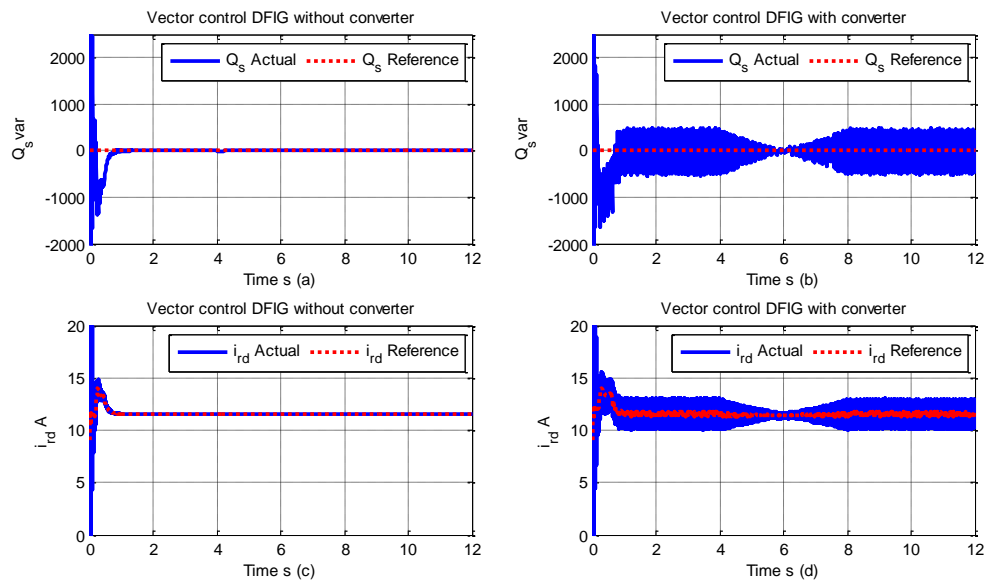 Vector control DFIG without converter
Q_s Actual Q_s Reference
2000
1000
0
-1000
-2000
Q_s var
0 2 4 6 8 10 12
Time s (a)
Vector control DFIG with converter
Q_s Actual Q_s Reference
2000
1000
0
-1000
-2000
Q_s var
0 2 4 6 8 10 12
Time s (b)
Vector control DFIG without converter
i_rd Actual i_rd Reference
20
15
10
5
0
i_rd A
0 2 4 6 8 10 12
Time s (c)
Vector control DFIG with converter
i_rd Actual i_rd Reference
20
15
10
5
0
i_rd A
0 2 4 6 8 10 12
Time s (d)